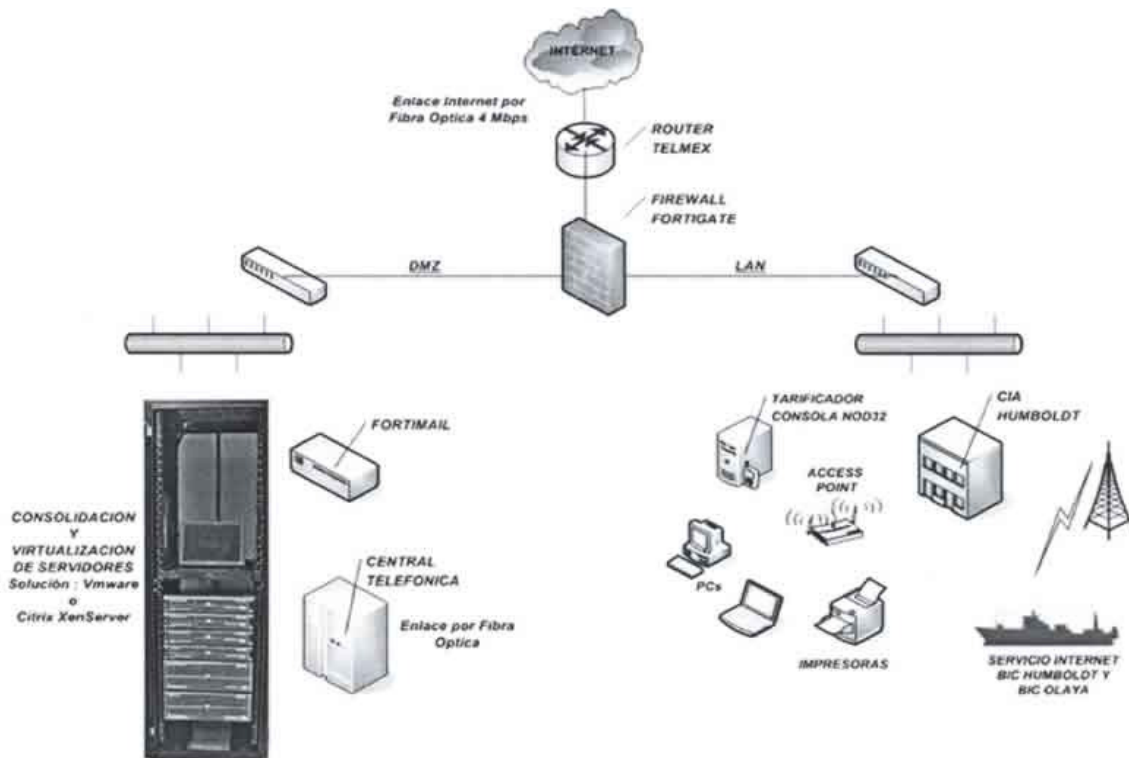 INTERNET
Enlace Internet por
Fibra Optica 4 Mbps
ROUTER
TELMEX
FIREWALL
FORTIGATE
DMZ
LAN
FORTIMAIL
CONSOLIDACION
Y
VIRTUALIZACIÓN
DE SERVIDORES
Solución : Vmware
o
Citrix XenServer
CENTRAL
TELEFONICA
Enlace por Fibra
Optica
TARIFICADOR
CONSOLA NOD32
CIA
HUMBOLDT
ACCESS
POINT
PCs
IMPRESORAS
SERVICIO INTERNET
BIC HUMBOLDT Y
BIC OLAYA